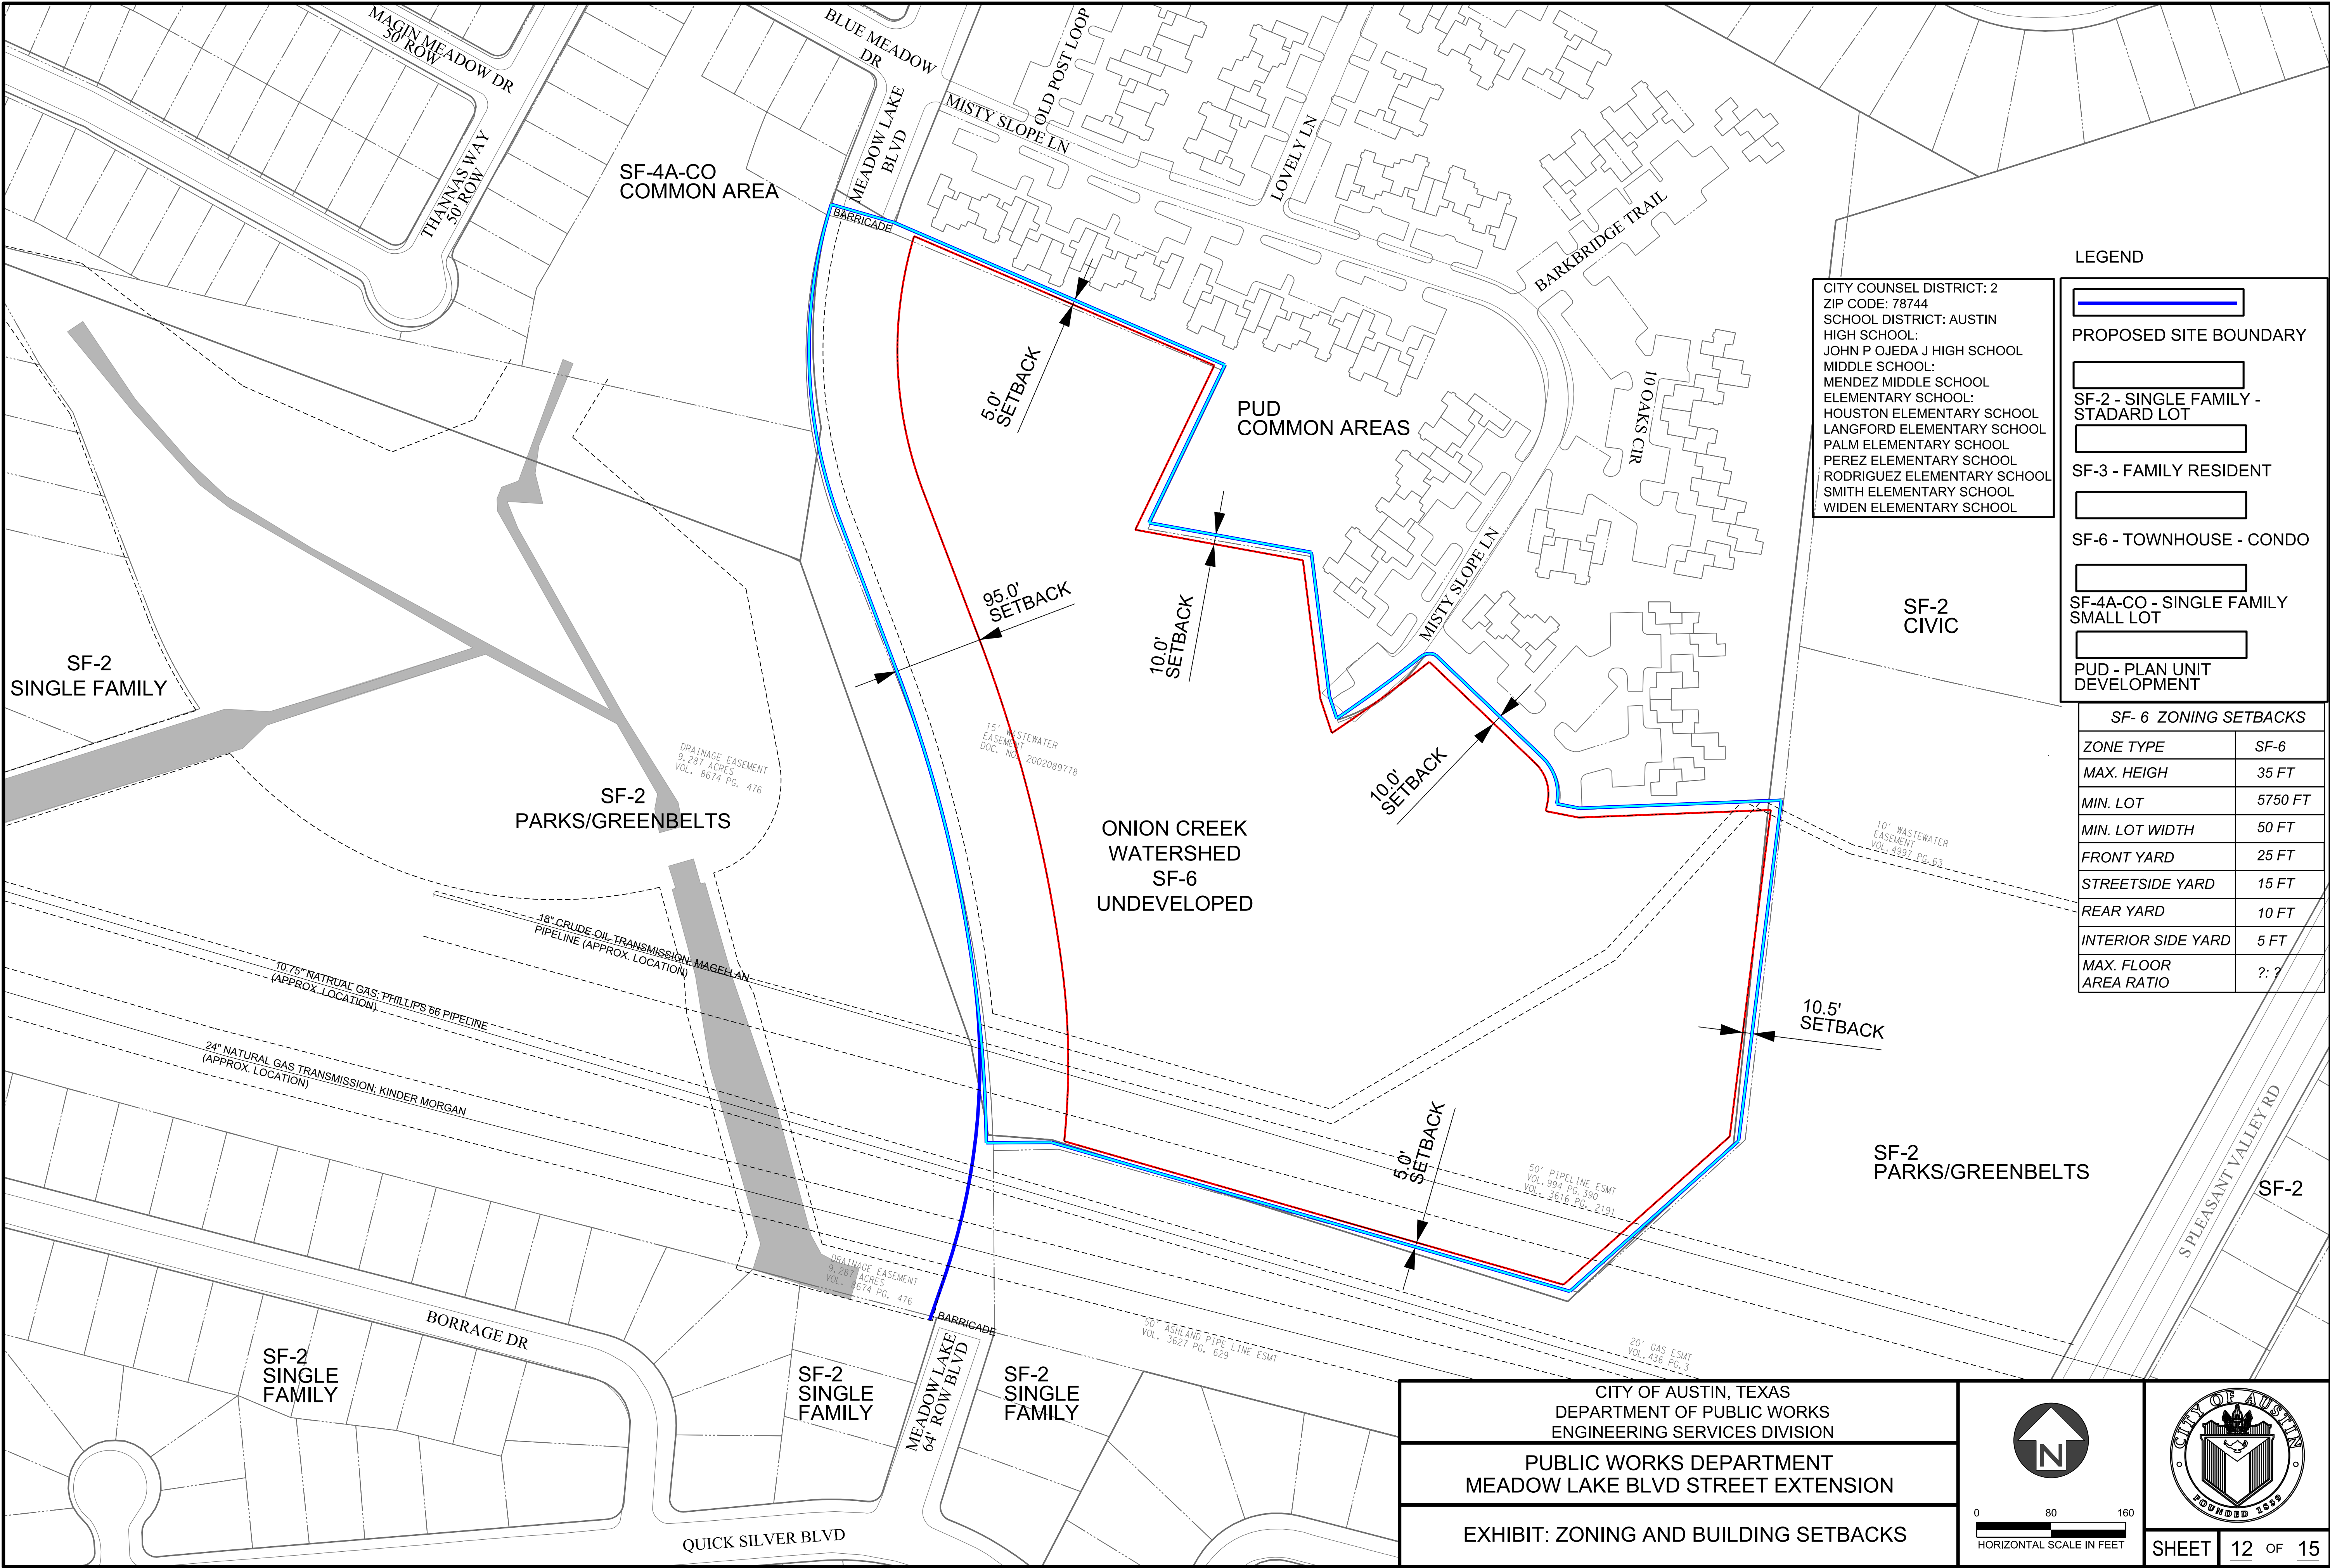 MAGIN MEADOW DR
50' ROW
THANNAS WAY
50' ROW
BLUE MEADOW
DR
MEADOW LAKE
BLVD
OLD POST LOOP
MISTY SLOPE LN
LOVELY LN
BARKBRIDGE TRAIL
10 OAKS CIR
MISTY SLOPE LN
SF-4A-CO
COMMON AREA
BARRICADE
5.0'
SETBACK
PUD
COMMON AREAS
95.0'
SETBACK
10.0'
SETBACK
10.0'
SETBACK
SF-2
CIVIC
SF-2
SINGLE FAMILY
DRAINAGE EASEMENT
9.287 ACRES
VOL. 8674 PG. 476
SF-2
PARKS/GREENBELTS
15' WASTEWATER
EASEMENT
DOC. NO. 2002089778
ONION CREEK
WATERSHED
SF-6
UNDEVELOPED
10' WASTEWATER
EASEMENT
VOL.4997 PG.63
18" CRUDE OIL TRANSMISSION; MAGELLAN
PIPELINE (APPROX. LOCATION)
10.75" NATRUAL GAS; PHILLIPS 66 PIPELINE
(APPROX. LOCATION)
24" NATURAL GAS TRANSMISSION; KINDER MORGAN
(APPROX. LOCATION)
10.5'
SETBACK
5.0'
SETBACK
50' PIPELINE ESMT
VOL.994 PG.390
VOL. 3616 PG. 2191
SF-2
PARKS/GREENBELTS
S PLEASANT VALLEY RD
SF-2
DRAINAGE EASEMENT
9.287 ACRES
VOL. 8674 PG. 476
BARRICADE
50' ASHLAND PIPE LINE ESMT
VOL. 3627 PG. 629
20' GAS ESMT
VOL.436 PG.3
BORRAGE DR
SF-2
SINGLE
FAMILY
SF-2
SINGLE
FAMILY
MEADOW LAKE
64' ROW BLVD
SF-2
SINGLE
FAMILY
QUICK SILVER BLVD
CITY COUNSEL DISTRICT: 2
ZIP CODE: 78744
SCHOOL DISTRICT: AUSTIN
HIGH SCHOOL:
JOHN P OJEDA J HIGH SCHOOL
MIDDLE SCHOOL:
MENDEZ MIDDLE SCHOOL
ELEMENTARY SCHOOL:
HOUSTON ELEMENTARY SCHOOL
LANGFORD ELEMENTARY SCHOOL
PALM ELEMENTARY SCHOOL
PEREZ ELEMENTARY SCHOOL
RODRIGUEZ ELEMENTARY SCHOOL
SMITH ELEMENTARY SCHOOL
WIDEN ELEMENTARY SCHOOL
LEGEND
PROPOSED SITE BOUNDARY
SF-2 - SINGLE FAMILY -
STADARD LOT
SF-3 - FAMILY RESIDENT
SF-6 - TOWNHOUSE - CONDO
SF-4A-CO - SINGLE FAMILY
SMALL LOT
PUD - PLAN UNIT
DEVELOPMENT
SF- 6 ZONING SETBACKS
ZONE TYPE SF-6
MAX. HEIGH 35 FT
MIN. LOT 5750 FT
MIN. LOT WIDTH 50 FT
FRONT YARD 25 FT
STREETSIDE YARD 15 FT
REAR YARD 10 FT
INTERIOR SIDE YARD 5 FT
MAX. FLOOR
AREA RATIO ?: ?
CITY OF AUSTIN, TEXAS
DEPARTMENT OF PUBLIC WORKS
ENGINEERING SERVICES DIVISION
PUBLIC WORKS DEPARTMENT
MEADOW LAKE BLVD STREET EXTENSION
EXHIBIT: ZONING AND BUILDING SETBACKS
N
0 80 160
HORIZONTAL SCALE IN FEET
CITY OF AUSTIN
FOUNDED 1839
SHEET 12 OF 15